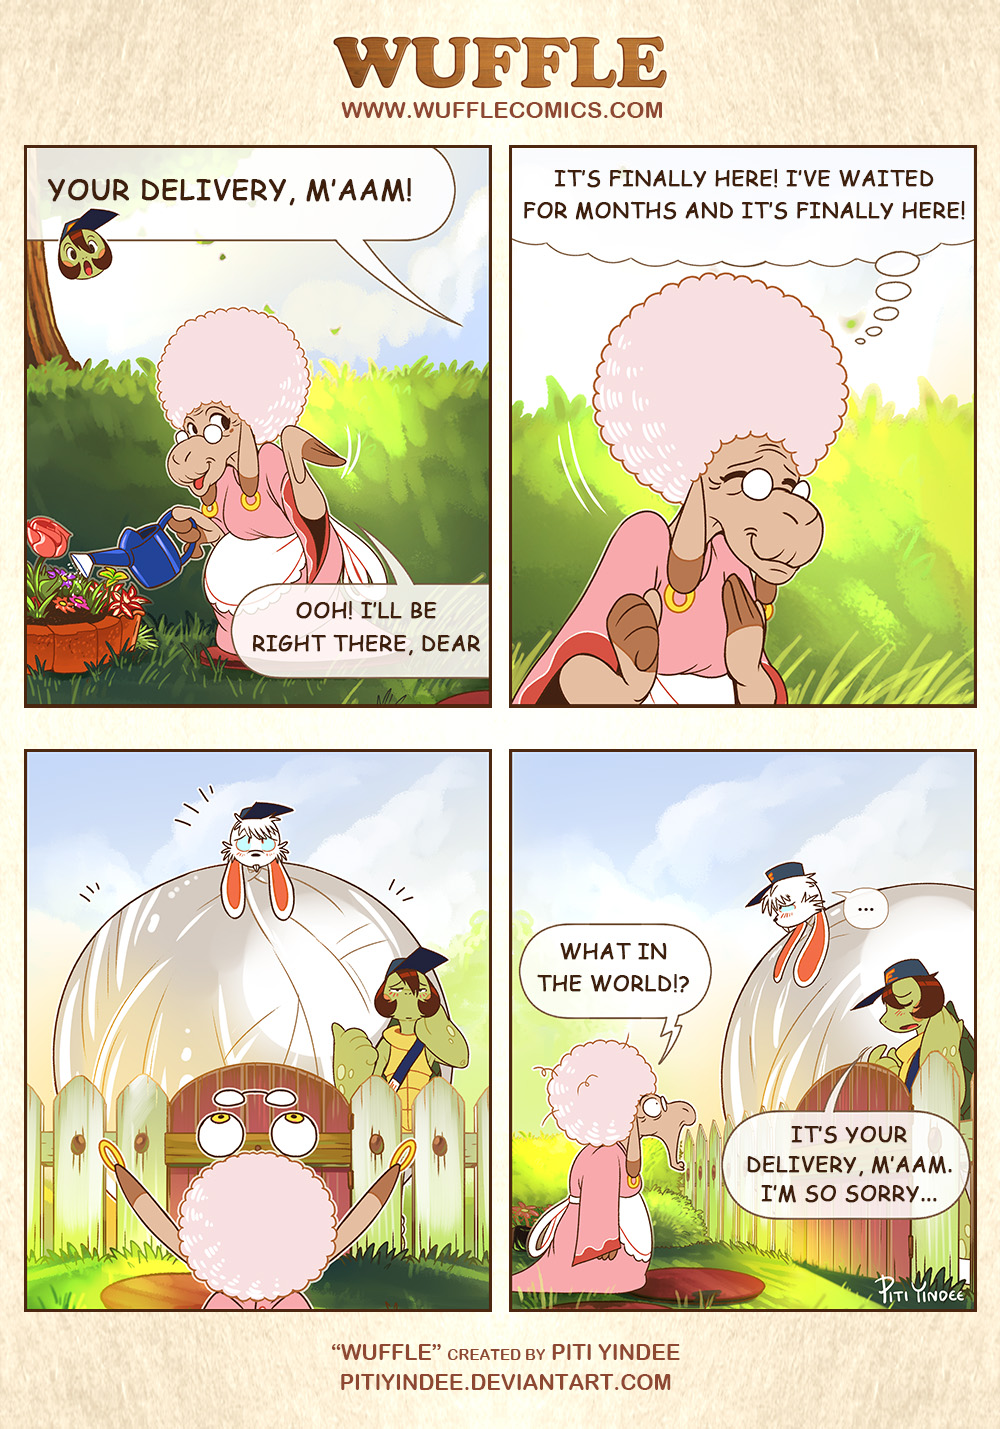 WUFFLE
WWW.WUFFLECOMICS.COM
YOUR DELIVERY, M'AAM!
OOH! I'LL BE
RIGHT THERE, DEAR
IT'S FINALLY HERE! I'VE WAITED
FOR MONTHS AND IT'S FINALLY HERE!
WHAT IN
THE WORLD!?
...
E
IT'S YOUR
DELIVERY, M'AAM.
I'M SO SORRY...
PITI YINDEE
"WUFFLE" CREATED BY PITI YINDEE
PITIYINDEE.DEVIANTART.COM